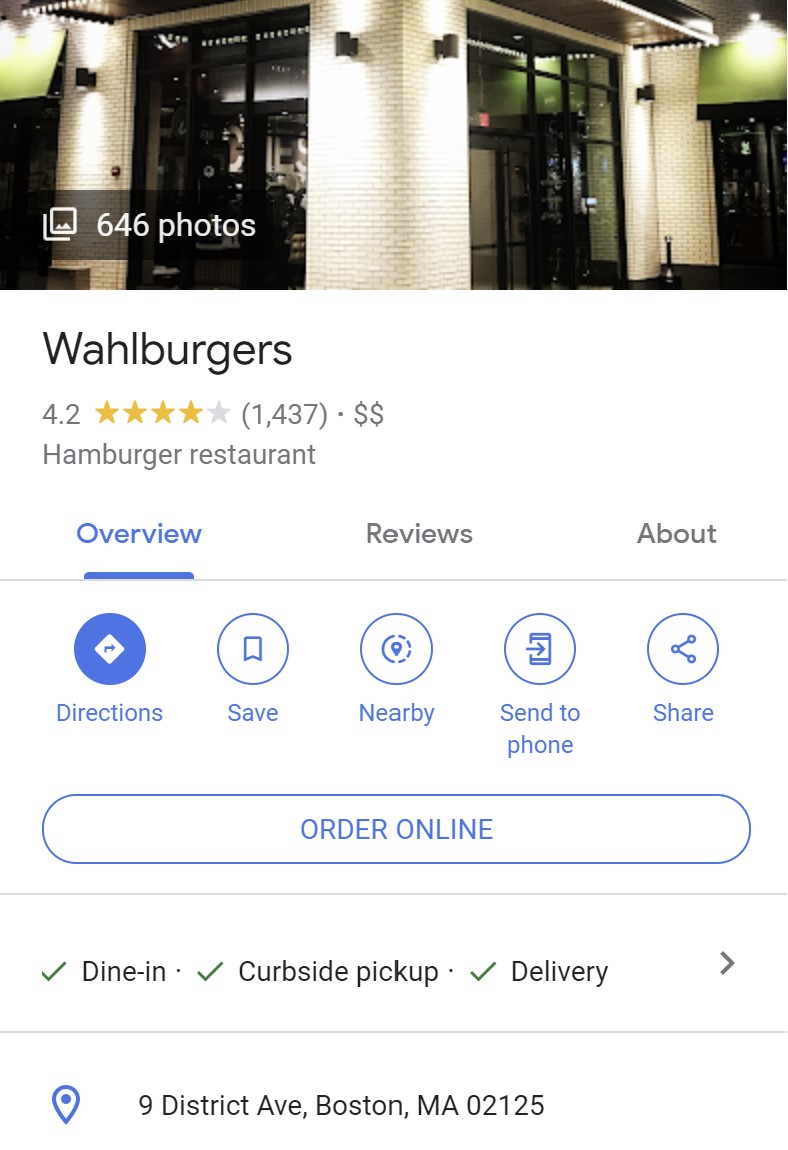 646 photos
Wahlburgers
4.2 (1,437) · $$
Hamburger restaurant
Overview Reviews About
Directions Save Nearby Send to phone Share
ORDER ONLINE
Dine-in · Curbside pickup · Delivery
9 District Ave, Boston, MA 02125